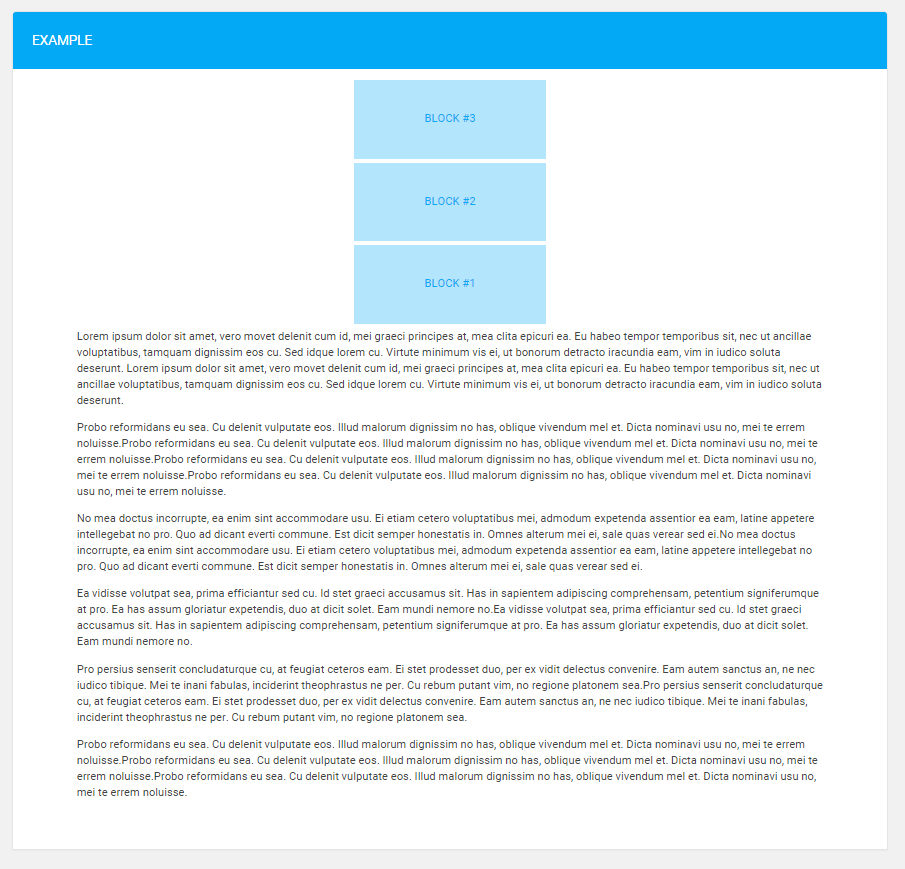 EXAMPLE
BLOCK #3
BLOCK #2
BLOCK #1
Lorem ipsum dolor sit amet, vero movet delenit cum id, mei graeci principes at, mea clita epicuri ea. Eu habeo tempor temporibus sit, nec ut ancillae
voluptatibus, tamquam dignissim eos cu. Sed idque lorem cu. Virtute minimum vis ei, ut bonorum detracto iracundia eam, vim in iudico soluta
deserunt. Lorem ipsum dolor sit amet, vero movet delenit cum id, mei graeci principes at, mea clita epicuri ea. Eu habeo tempor temporibus sit, nec ut
ancillae voluptatibus, tamquam dignissim eos cu. Sed idque lorem cu. Virtute minimum vis ei, ut bonorum detracto iracundia eam, vim in iudico soluta
deserunt.
Probo reformidans eu sea. Cu delenit vulputate eos. Illud malorum dignissim no has, oblique vivendum mel et. Dicta nominavi usu no, mei te errem
noluisse.Probo reformidans eu sea. Cu delenit vulputate eos. Illud malorum dignissim no has, oblique vivendum mel et. Dicta nominavi usu no, mei te
errem noluisse.Probo reformidans eu sea. Cu delenit vulputate eos. Illud malorum dignissim no has, oblique vivendum mel et. Dicta nominavi usu no,
mei te errem noluisse.Probo reformidans eu sea. Cu delenit vulputate eos. Illud malorum dignissim no has, oblique vivendum mel et. Dicta nominavi
usu no, mei te errem noluisse.
No mea doctus incorrupte, ea enim sint accommodare usu. Ei etiam cetero voluptatibus mei, admodum expetenda assentior ea eam, latine appetere
intellegebat no pro. Quo ad dicant everti commune. Est dicit semper honestatis in. Omnes alterum mei ei, sale quas verear sed ei.No mea doctus
incorrupte, ea enim sint accommodare usu. Ei etiam cetero voluptatibus mei, admodum expetenda assentior ea eam, latine appetere intellegebat no
pro. Quo ad dicant everti commune. Est dicit semper honestatis in. Omnes alterum mei ei, sale quas verear sed ei.
Ea vidisse volutpat sea, prima efficiantur sed cu. Id stet graeci accusamus sit. Has in sapientem adipiscing comprehensam, petentium signiferumque
at pro. Ea has assum gloriatur expetendis, duo at dicit solet. Eam mundi nemore no.Ea vidisse volutpat sea, prima efficiantur sed cu. Id stet graeci
accusamus sit. Has in sapientem adipiscing comprehensam, petentium signiferumque at pro. Ea has assum gloriatur expetendis, duo at dicit solet.
Eam mundi nemore no.
Pro persius senserit concludaturque cu, at feugiat ceteros eam. Ei stet prodesset duo, per ex vidit delectus convenire. Eam autem sanctus an, ne nec
iudico tibique. Mei te inani fabulas, inciderint theophrastus ne per. Cu rebum putant vim, no regione platonem sea.Pro persius senserit concludaturque
cu, at feugiat ceteros eam. Ei stet prodesset duo, per ex vidit delectus convenire. Eam autem sanctus an, ne nec iudico tibique. Mei te inani fabulas,
inciderint theophrastus ne per. Cu rebum putant vim, no regione platonem sea.
Probo reformidans eu sea. Cu delenit vulputate eos. Illud malorum dignissim no has, oblique vivendum mel et. Dicta nominavi usu no, mei te errem
noluisse.Probo reformidans eu sea. Cu delenit vulputate eos. Illud malorum dignissim no has, oblique vivendum mel et. Dicta nominavi usu no, mei te
errem noluisse.Probo reformidans eu sea. Cu delenit vulputate eos. Illud malorum dignissim no has, oblique vivendum mel et. Dicta nominavi usu no,
mei te errem noluisse.